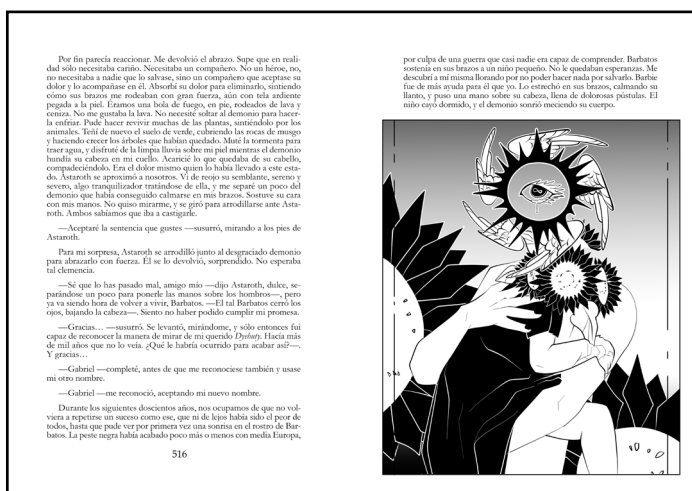 Por fin parecía reaccionar. Me devolvió el abrazo. Supe que en reali-
dad sólo necesitaba cariño. Necesitaba un compañero. No un héroe, no,
no necesitaba a nadie que lo salvase, sino un compañero que aceptase su
dolor y lo acompañase en él. Absorbí su dolor para eliminarlo, sintiendo
cómo sus brazos me rodeaban con gran fuerza, aún con tela ardiente
pegada a la piel. Éramos una bola de fuego, en pie, rodeados de lava y
ceniza. No me gustaba la lava. No necesité soltar al demonio para hacer-
la enfriar. Pude hacer revivir muchas de las plantas, sintiéndolo por los
animales. Teñí de nuevo el suelo de verde, cubriendo las rocas de musgo
y haciendo crecer los árboles que habían quedado. Muté la tormenta para
traer agua, y disfruté de la limpia lluvia sobre mi piel mientras el demonio
hundía su cabeza en mi cuello. Acaricié lo que quedaba de su cabello,
compadeciéndolo. Era el dolor mismo quien lo había llevado a este esta-
do. Astaroth se aproximó a nosotros. Vi de reojo su semblante, sereno y
severo, algo tranquilizador tratándose de ella, y me separé un poco del
demonio que había conseguido calmarse en mis brazos. Sostuve su cara
con mis manos. No quiso mirarme, y se giró para arrodillarse ante Asta-
roth. Ambos sabíamos que iba a castigarle.
—Aceptaré la sentencia que gustes —susurró, mirando a los pies de
Astaroth.
Para mi sorpresa, Astaroth se arrodilló junto al desgraciado demonio
para abrazarlo con fuerza. Él se lo devolvió, sorprendido. No esperaba
tal clemencia.
—Sé que lo has pasado mal, amigo mío —dijo Astaroth, dulce, se-
parándose un poco para ponerle las manos sobre los hombros—, pero
ya va siendo hora de volver a vivir, Barbatos. —El tal Barbatos cerró los
ojos, bajando la cabeza—. Siento no haber podido cumplir mi promesa.
—Gracias… —susurró. Se levantó, mirándome, y sólo entonces fui
capaz de reconocer la manera de mirar de mi querido Dyebuty. Hacía más
de mil años que no lo veía. ¿Qué le habría ocurrido para acabar así?—.
Y gracias…
—Gabriel —completé, antes de que me reconociese también y usase
mi otro nombre.
—Gabriel —me reconoció, aceptando mi nuevo nombre.
Durante los siguientes doscientos años, nos ocupamos de que no vol-
viera a repetirse un suceso como ese, que ni de lejos había sido el peor de
todos, hasta que pude ver por primera vez una sonrisa en el rostro de Bar-
batos. La peste negra había acabado poco más o menos con media Europa,
516
por culpa de una guerra que casi nadie era capaz de comprender. Barbatos
sostenía en sus brazos a un niño pequeño. No le quedaban esperanzas. Me
descubrí a mí misma llorando por no poder hacer nada por salvarlo. Barbie
fue de más ayuda para él que yo. Lo estrechó en sus brazos, calmando su
llanto, y puso una mano sobre su cabeza, llena de dolorosas pústulas. El
niño cayó dormido, y el demonio sonrió meciendo su cuerpo.